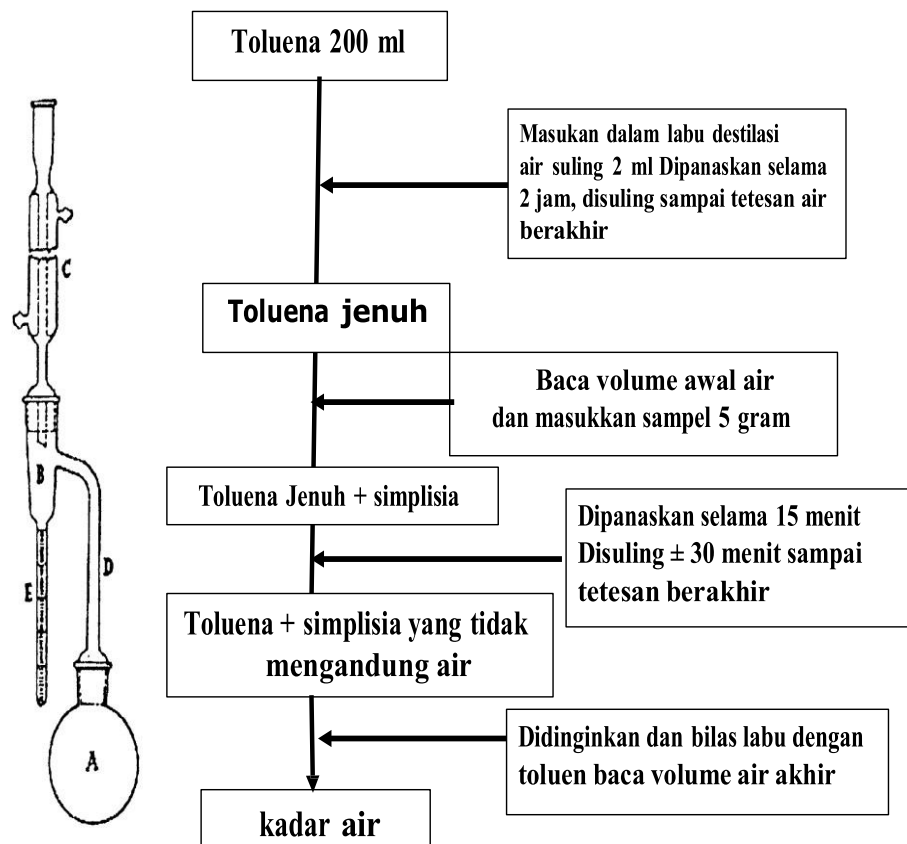 Toluena 200 ml
Masukan dalam labu destilasi
air suling 2 ml Dipanaskan selama
2 jam, disuling sampai tetesan air
berakhir
Toluena jenuh
Baca volume awal air
dan masukkan sampel 5 gram
Toluena Jenuh + simplisia
Dipanaskan selama 15 menit
Disuling ± 30 menit sampai
tetesan berakhir
Toluena + simplisia yang tidak
mengandung air
Didinginkan dan bilas labu dengan
toluen baca volume air akhir
kadar air
C
B
D
E
A